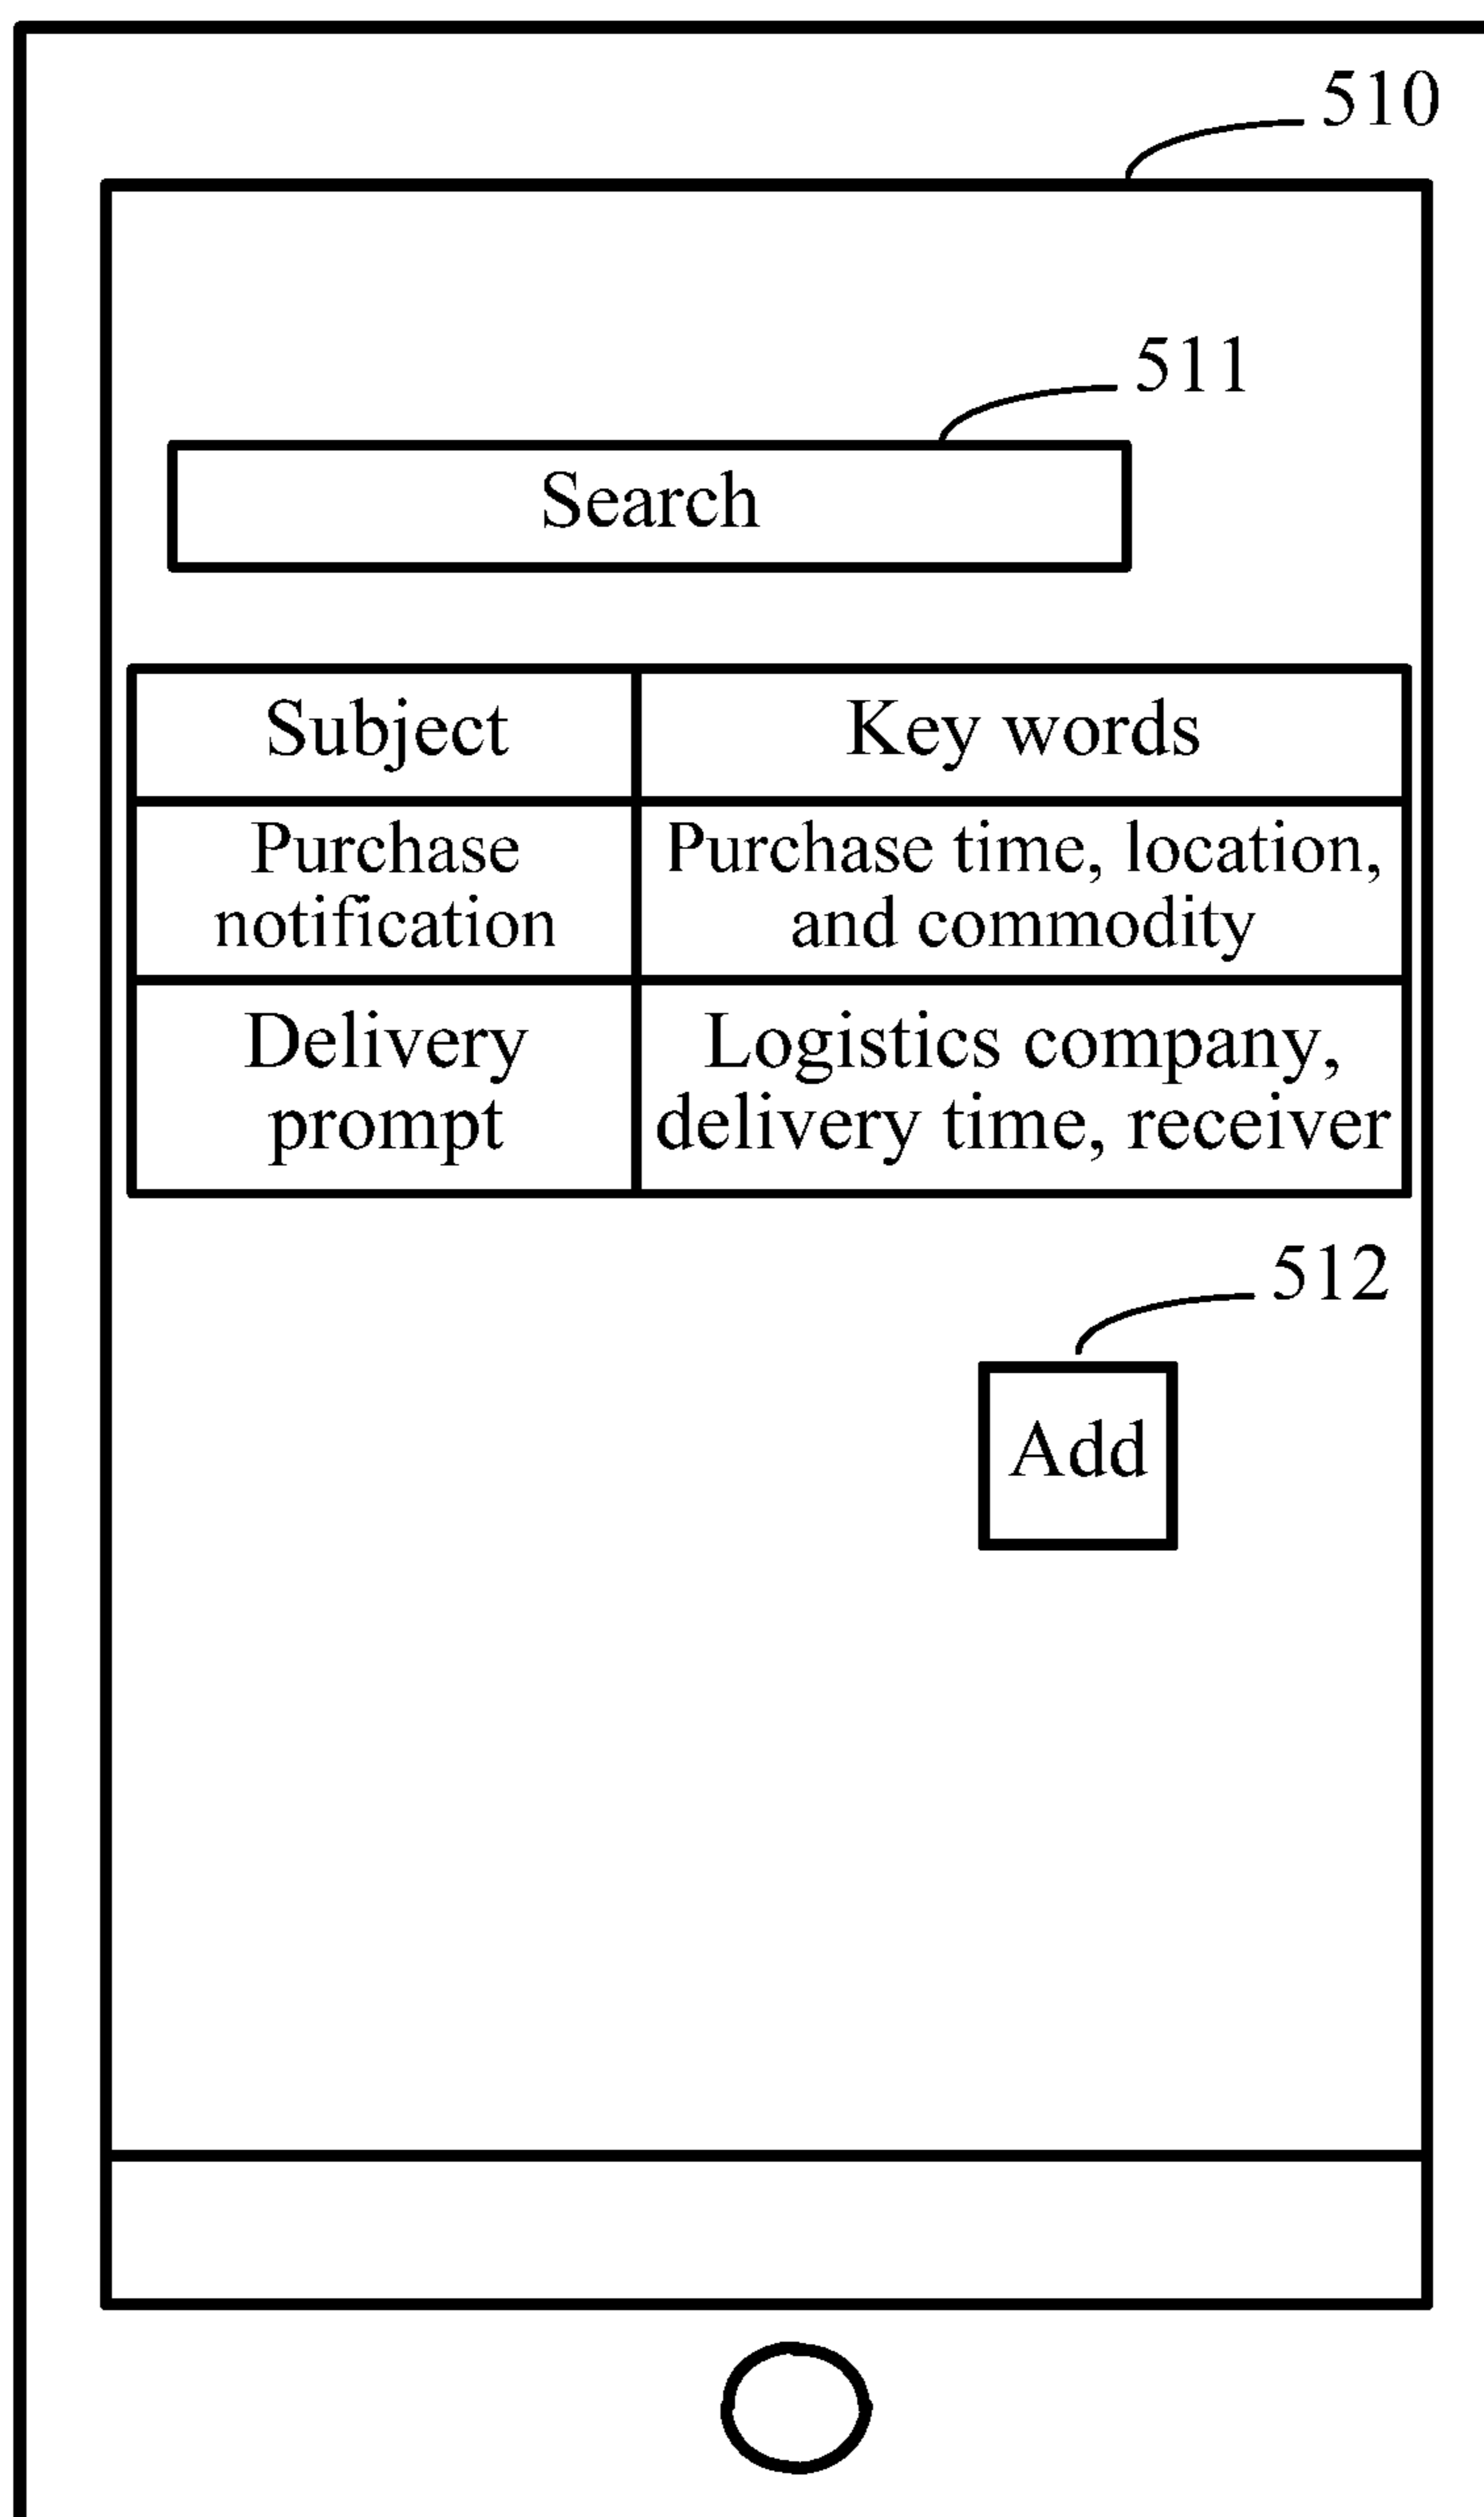 510
511
Search
Subject
Key words
Purchase
notification
Purchase time, location,
and commodity
Delivery
prompt
Logistics company,
delivery time, receiver
512
Add